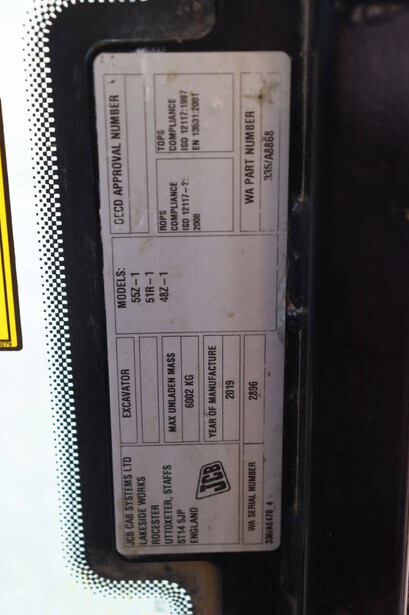 JCB CAB SYSTEMS LTD
LAKESIDE WORKS
ROCESTER
UTTOXETER, STAFFS
ST14 5JP
ENGLAND
JCB
WA SERIAL NUMBER
336/A6478_4
EXCAVATOR
MAX UNLADEN MASS
6002 KG
YEAR OF MANUFACTURE
2019
2896
MODELS:
55Z-1
51R-1
48Z-1
OECD APPROVAL NUMBER
ROPS
COMPLIANCE
ISO 12117-2:
2008
TOPS
COMPLIANCE
ISO 12117:1997
EN 13531:2001
WA PART NUMBER
335/A8868